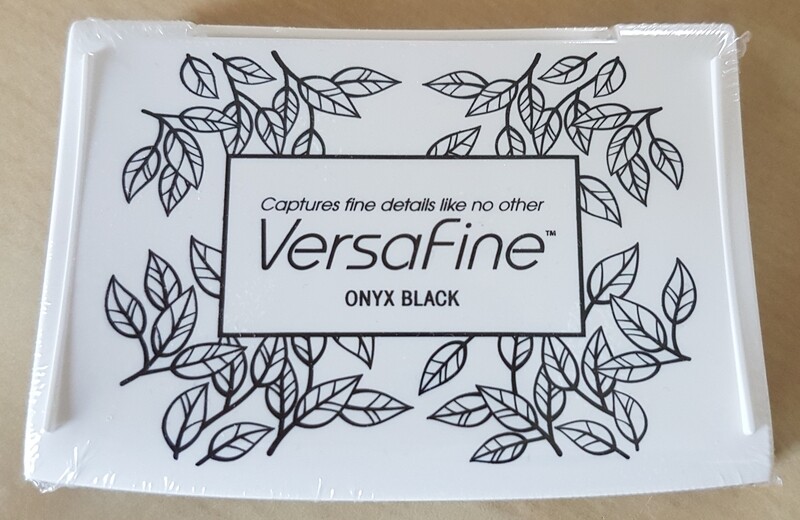 Captures fine details like no other
VersaFine™
ONYX BLACK